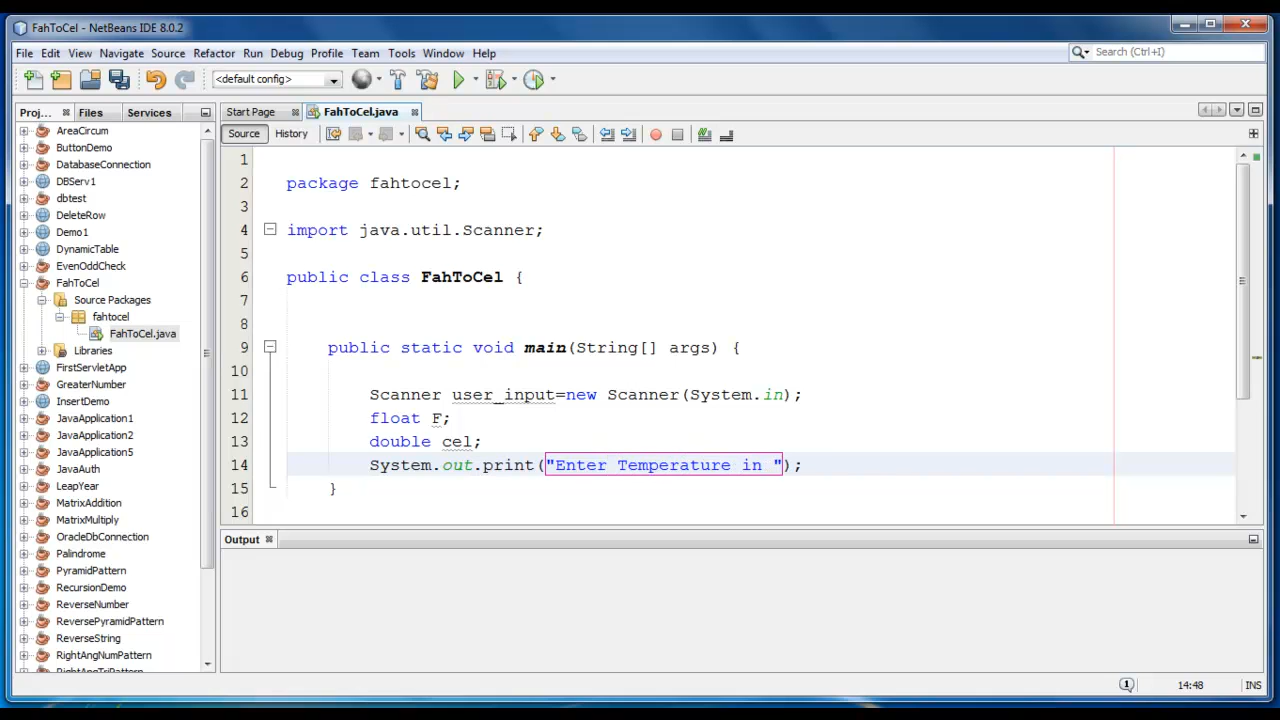 FahToCel - NetBeans IDE 8.0.2
File Edit View Navigate Source Refactor Run Debug Profile Team Tools Window Help
Search (Ctrl+I)
<default config>
Proj... Files Services
Start Page FahToCel.java
Source History
AreaCircum
ButtonDemo
DatabaseConnection
DBServ1
dbtest
DeleteRow
Demo1
DynamicTable
EvenOddCheck
FahToCel
Source Packages
fahtocel
FahToCel.java
Libraries
FirstServletApp
GreaterNumber
InsertDemo
JavaApplication1
JavaApplication2
JavaApplication5
JavaAuth
LeapYear
MatrixAddition
MatrixMultiply
OracleDbConnection
Palindrome
PyramidPattern
RecursionDemo
ReverseNumber
ReversePyramidPattern
ReverseString
RightAngNumPattern
RightAngTriPattern
1
2 package fahtocel;
3
4 import java.util.Scanner;
5
6 public class FahToCel {
7
8
9 public static void main(String[] args) {
10
11 Scanner user_input=new Scanner(System.in);
12 float F;
13 double cel;
14 System.out.print("Enter Temperature in ");
15 }
16
Output
1
14:48 INS